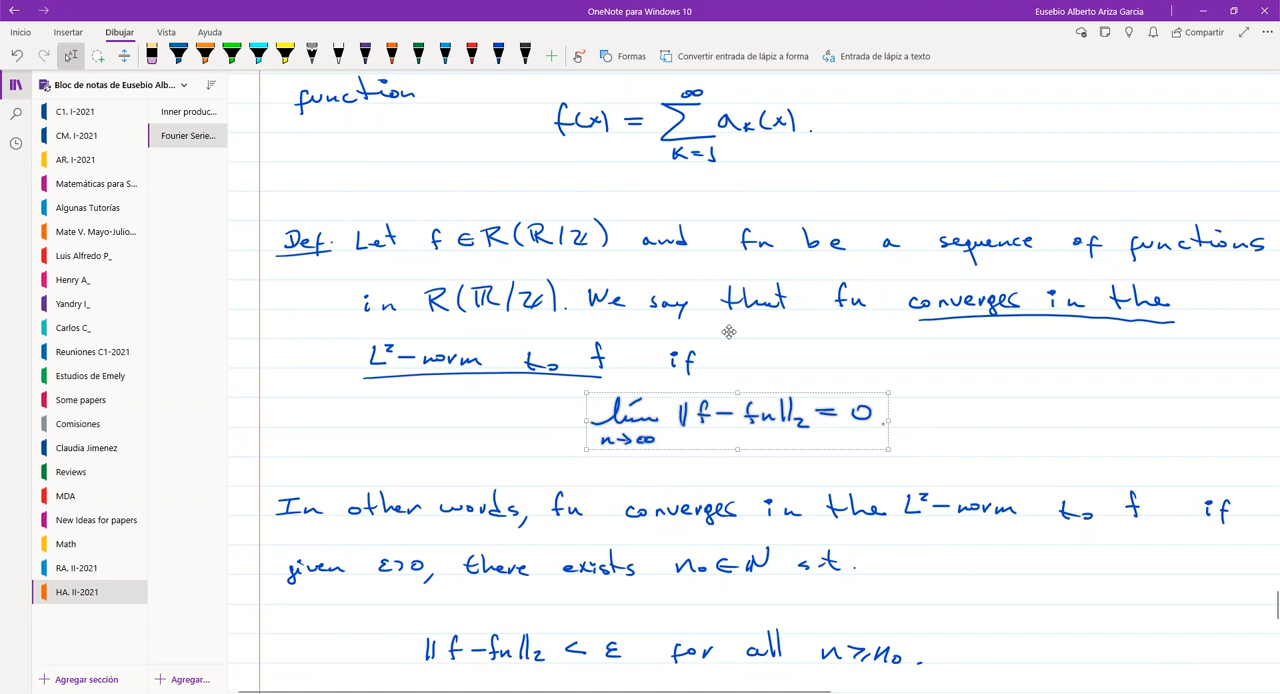 OneNote para Windows 10
Eusebio Alberto Ariza Garcia
Inicio
Insertar
Dibujar
Vista
Ayuda
Compartir
Formas
Convertir entrada de lápiz a forma
Entrada de lápiz a texto
Bloc de notas de Eusebio Alb...
C1. I-2021
CM. I-2021
AR. I-2021
Matemáticas para S...
Algunas Tutorías
Mate V. Mayo-Julio...
Luis Alfredo P_
Henry A_
Yandry I_
Carlos C_
Reuniones C1-2021
Estudios de Emely
Some papers
Comisiones
Claudia Jimenez
Reviews
MDA
New Ideas for papers
Math
RA. II-2021
HA. II-2021
Agregar sección
Inner produc...
Fourier Serie...
Agregar...
function
f(x) = ∑_{k=1}^{∞} a_k(x).
Def. Let f ∈ R(ℝ/ℤ) and fn be a sequence of functions
in R(ℝ/ℤ). We say that fn converges in the
L²-norm to f if
lim_{n→∞} ||f - fn||₂ = 0.
In other words, fn converges in the L²-norm to f if
given ε>0, there exists n₀ ∈ ℕ s.t.
||f - fn||₂ < ε for all n ≥ n₀.